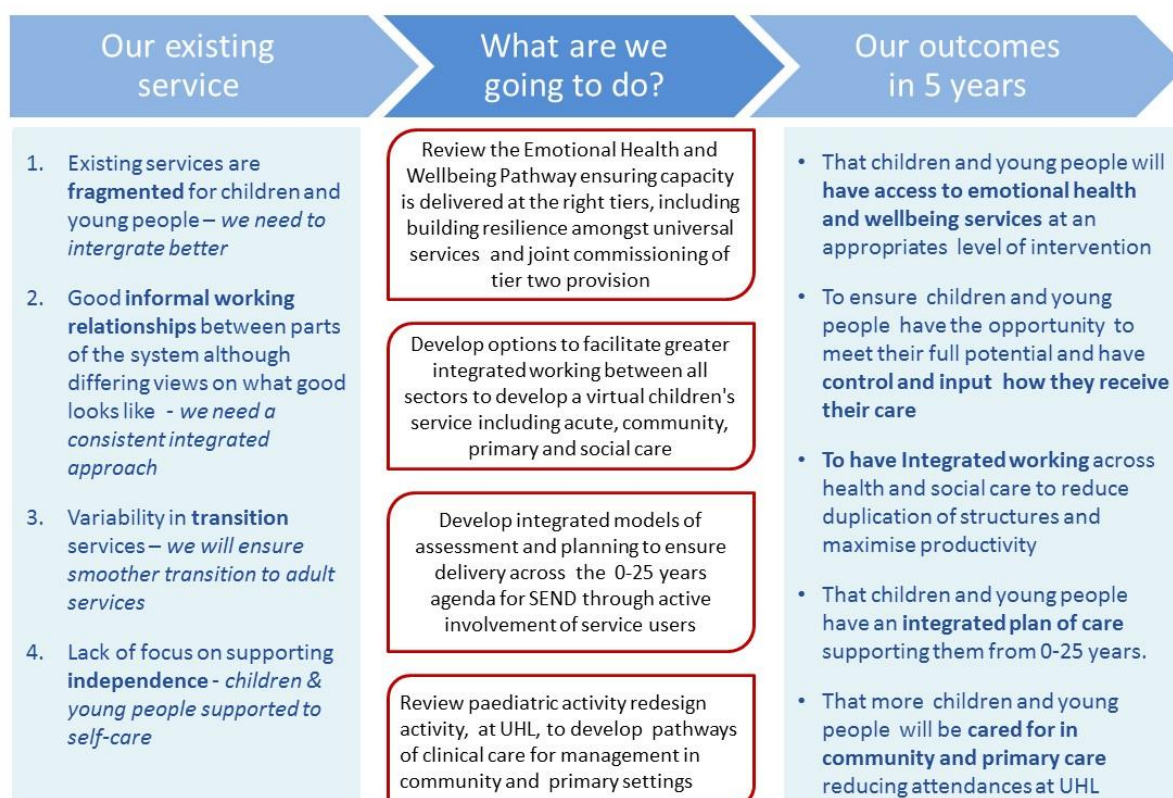 Our existing
service
What are we
going to do?
Our outcomes
in 5 years
1. Existing services are
fragmented for children and
young people – we need to
intergrate better
2. Good informal working
relationships between parts
of the system although
differing views on what good
looks like - we need a
consistent integrated
approach
3. Variability in transition
services – we will ensure
smoother transition to adult
services
4. Lack of focus on supporting
independence - children &
young people supported to
self-care
Review the Emotional Health and
Wellbeing Pathway ensuring capacity
is delivered at the right tiers, including
building resilience amongst universal
services and joint commissioning of
tier two provision
Develop options to facilitate greater
integrated working between all
sectors to develop a virtual children's
service including acute, community,
primary and social care
Develop integrated models of
assessment and planning to ensure
delivery across the 0-25 years
agenda for SEND through active
involvement of service users
Review paediatric activity redesign
activity, at UHL, to develop pathways
of clinical care for management in
community and primary settings
• That children and young people will
have access to emotional health
and wellbeing services at an
appropriates level of intervention
• To ensure children and young
people have the opportunity to
meet their full potential and have
control and input how they receive
their care
• To have Integrated working across
health and social care to reduce
duplication of structures and
maximise productivity
• That children and young people
have an integrated plan of care
supporting them from 0-25 years.
• That more children and young
people will be cared for in
community and primary care
reducing attendances at UHL